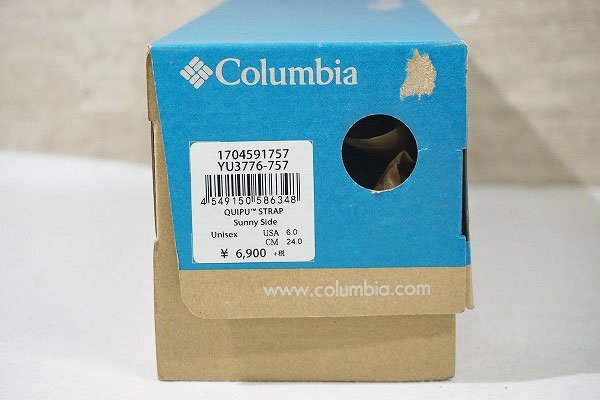 Columbia
1704591757
YU3776-757
4 549150 586348
QUIPU™ STRAP
Sunny Side
Unisex USA 6.0
CM 24.0
¥ 6,900 +税
www.columbia.com